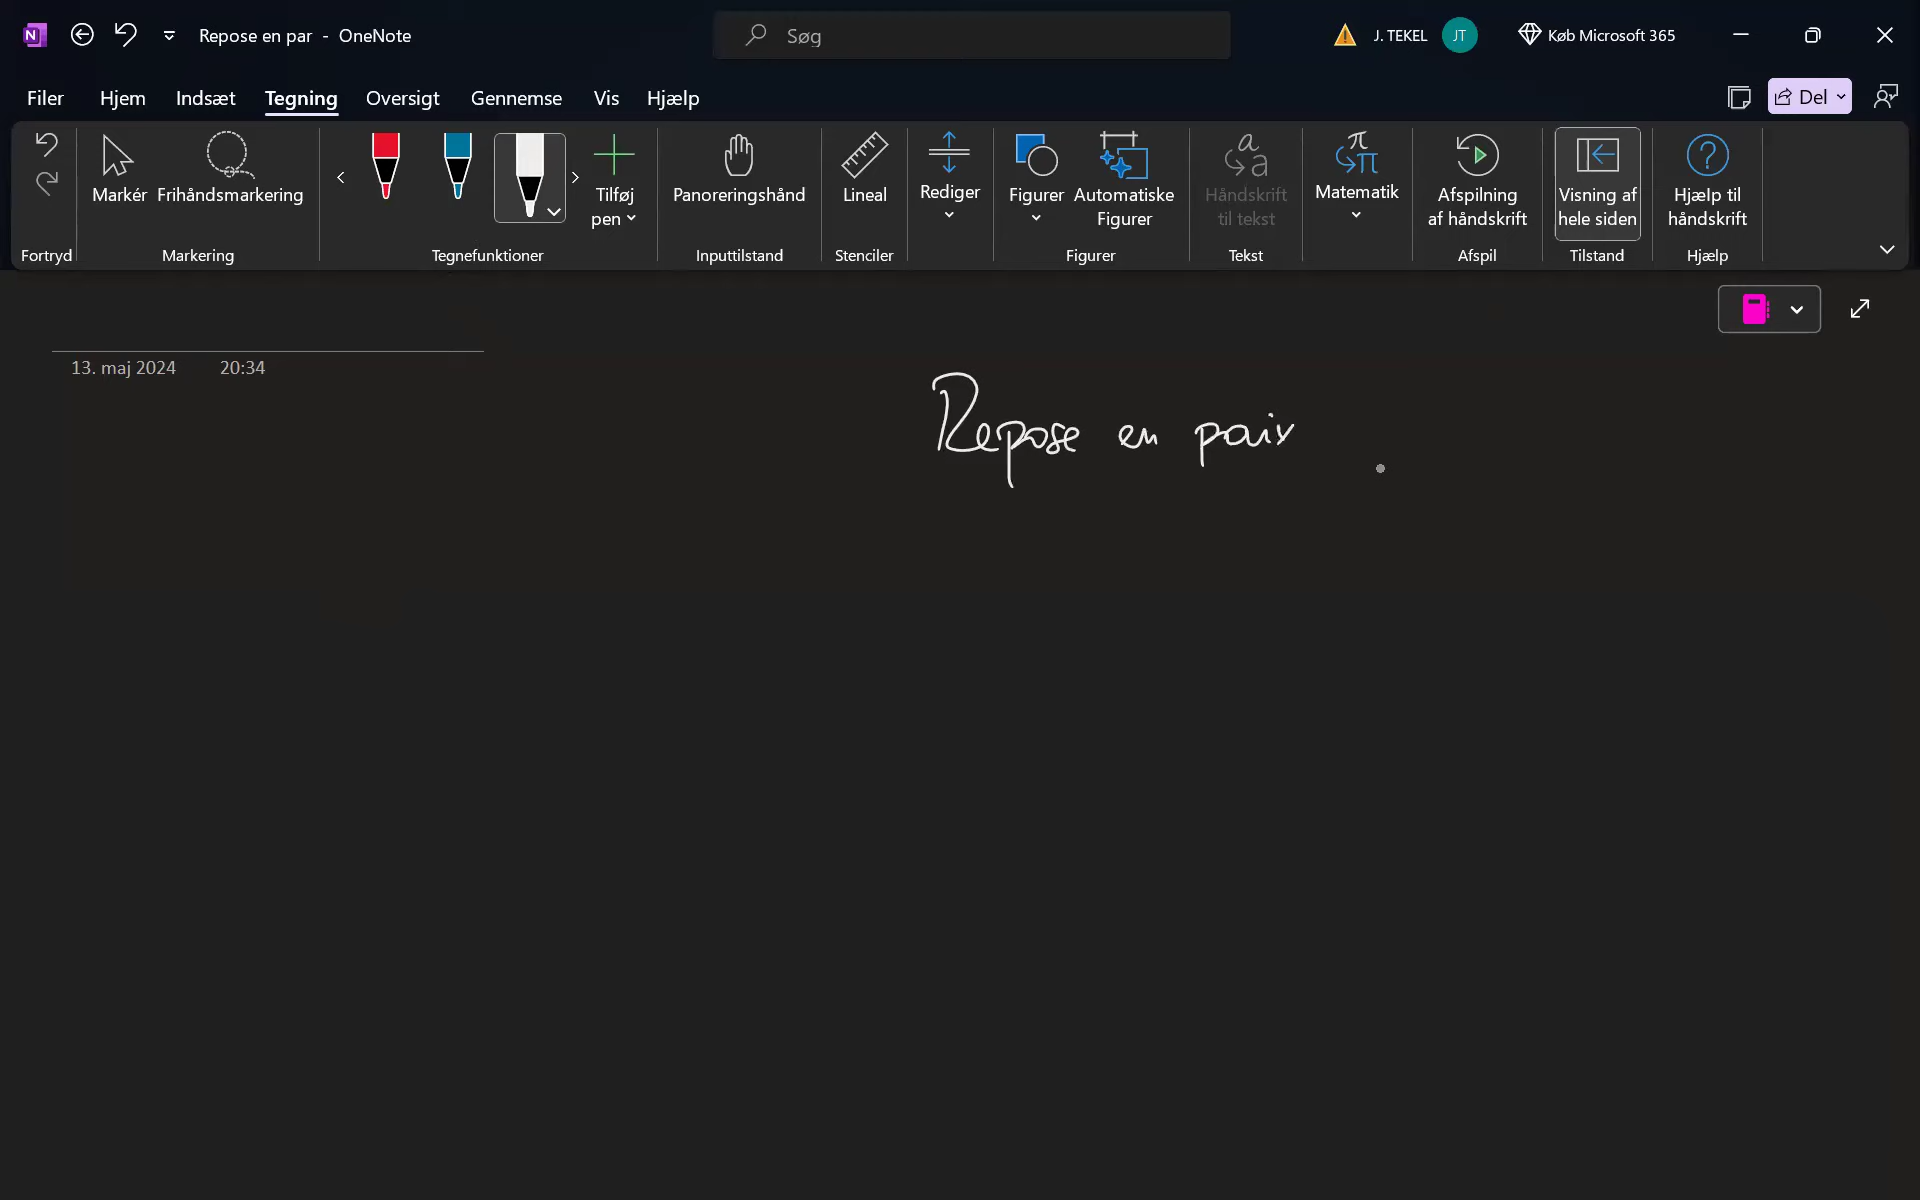 Repose en par - OneNote
Søg
J. TEKEL
JT
Køb Microsoft 365
Filer Hjem Indsæt Tegning Oversigt Gennemse Vis Hjælp
Del
Markér Frihåndsmarkering
Tilføj pen
Panoreringshånd
Lineal
Rediger
Figurer
Automatiske Figurer
Håndskrift til tekst
Matematik
Afspilning af håndskrift
Visning af hele siden
Hjælp til håndskrift
Fortryd Markering Tegnefunktioner Inputtilstand Stenciler Figurer Tekst Afspil Tilstand Hjælp
13. maj 2024 20:34
Repose en paix